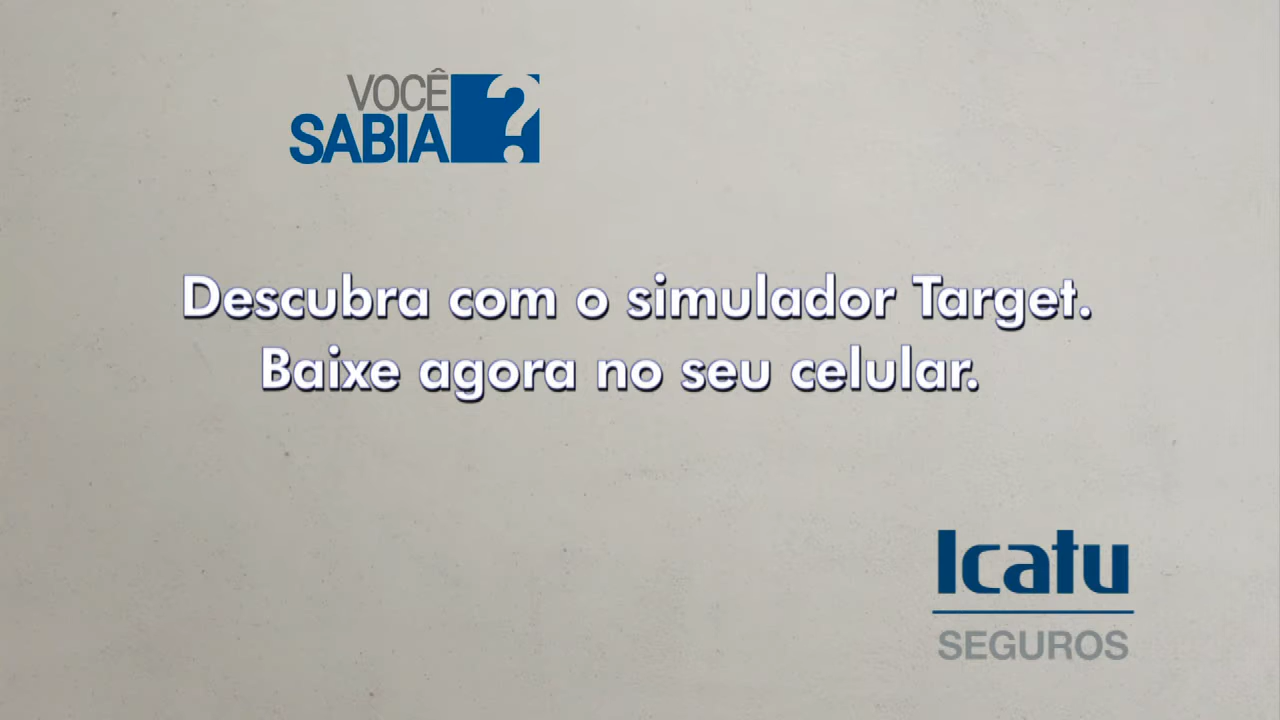 VOCÊ
SABIA?
Descubra com o simulador Target.
Baixe agora no seu celular.
Icatu
SEGUROS